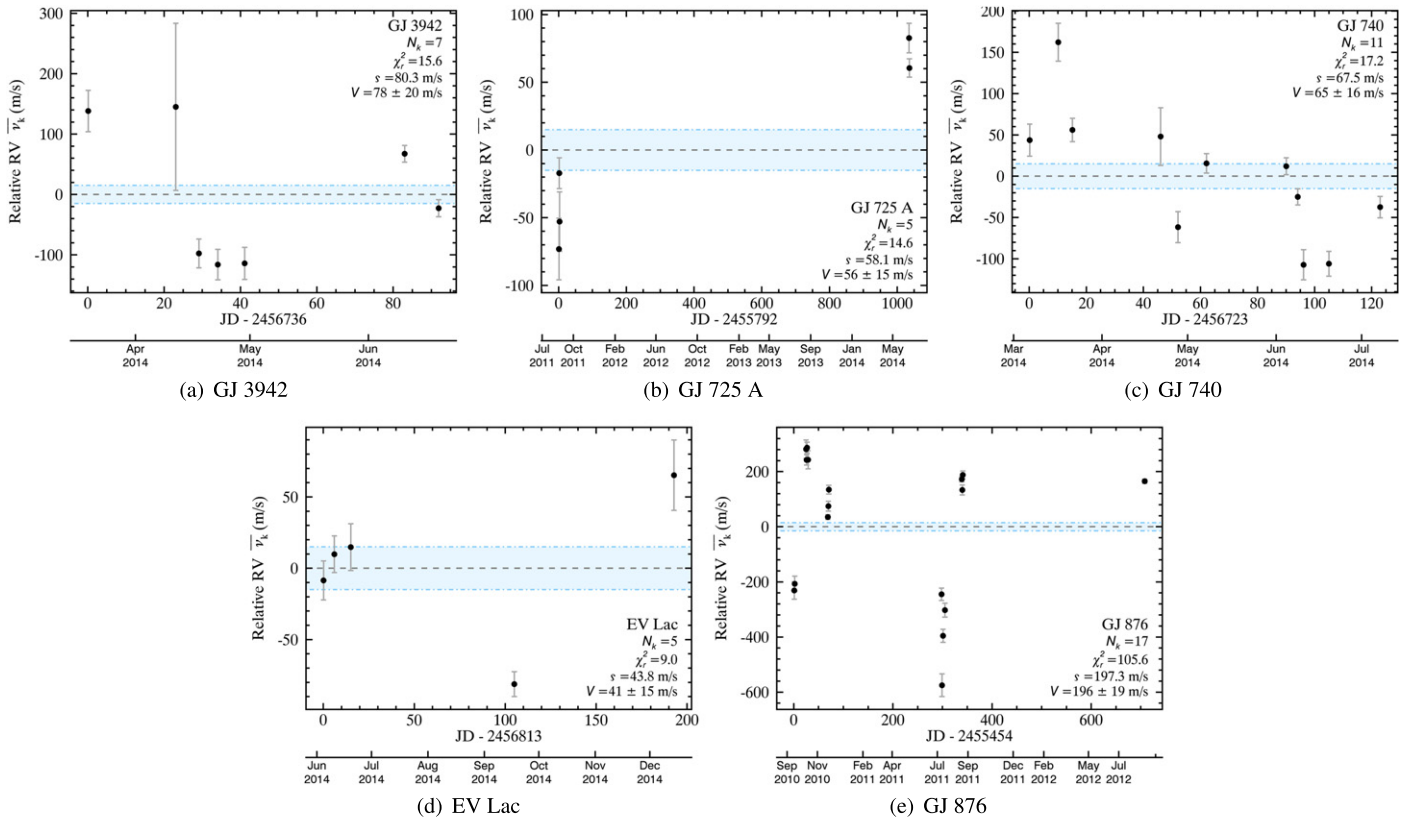 300
200
100
0
-100
Relative RV ν̄k (m/s)
GJ 3942
Nk =7
χr² =15.6
s =80.3 m/s
V =78 ± 20 m/s
0 20 40 60 80
JD - 2456736
Apr 2014 May 2014 Jun 2014
(a) GJ 3942
100
50
0
-50
-100
Relative RV ν̄k (m/s)
GJ 725 A
Nk =5
χr² =14.6
s =58.1 m/s
V =56 ± 15 m/s
0 200 400 600 800 1000
JD - 2455792
Jul Oct Feb Jun Oct Feb May Sep Jan May
2011 2011 2012 2012 2012 2013 2013 2013 2014 2014
(b) GJ 725 A
200
150
100
50
0
-50
-100
Relative RV ν̄k (m/s)
GJ 740
Nk =11
χr² =17.2
s =67.5 m/s
V =65 ± 16 m/s
0 20 40 60 80 100 120
JD - 2456723
Mar Apr May Jun Jul
2014 2014 2014 2014 2014
(c) GJ 740
50
0
-50
Relative RV ν̄k (m/s)
EV Lac
Nk =5
χr² =9.0
s =43.8 m/s
V =41 ± 15 m/s
0 50 100 150 200
JD - 2456813
Jun Jul Aug Sep Oct Nov Dec
2014 2014 2014 2014 2014 2014 2014
(d) EV Lac
200
0
-200
-400
-600
Relative RV ν̄k (m/s)
GJ 876
Nk =17
χr² =105.6
s =197.3 m/s
V =196 ± 19 m/s
0 200 400 600
JD - 2455454
Sep Nov Feb Apr Jul Sep Dec Feb May Jul
2010 2010 2011 2011 2011 2011 2011 2012 2012 2012
(e) GJ 876